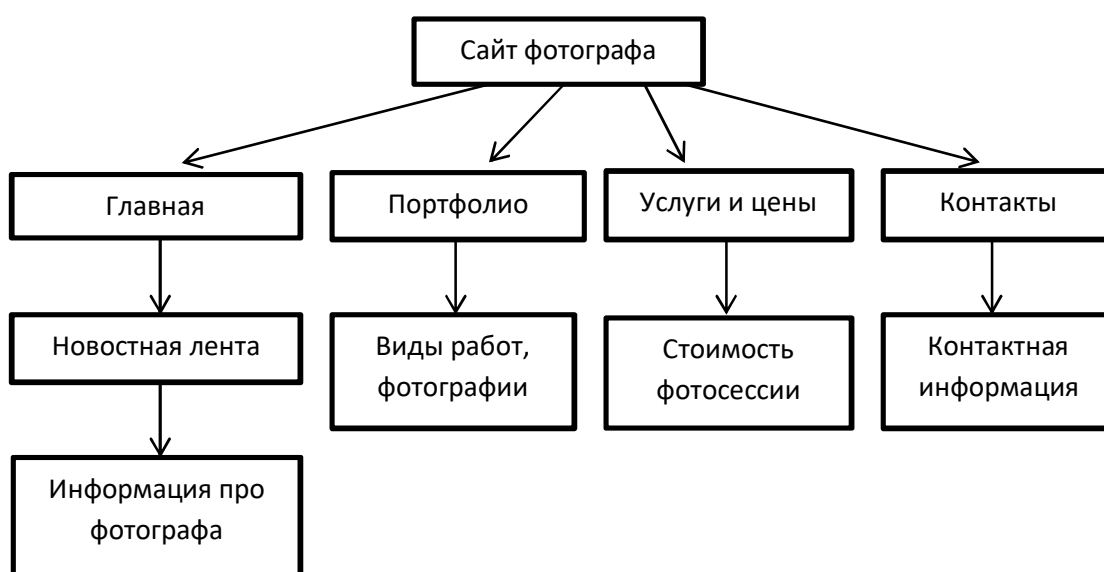 Сайт фотографа
Главная
Портфолио
Услуги и цены
Контакты
Новостная лента
Виды работ,
фотографии
Стоимость
фотосессии
Контактная
информация
Информация про
фотографа